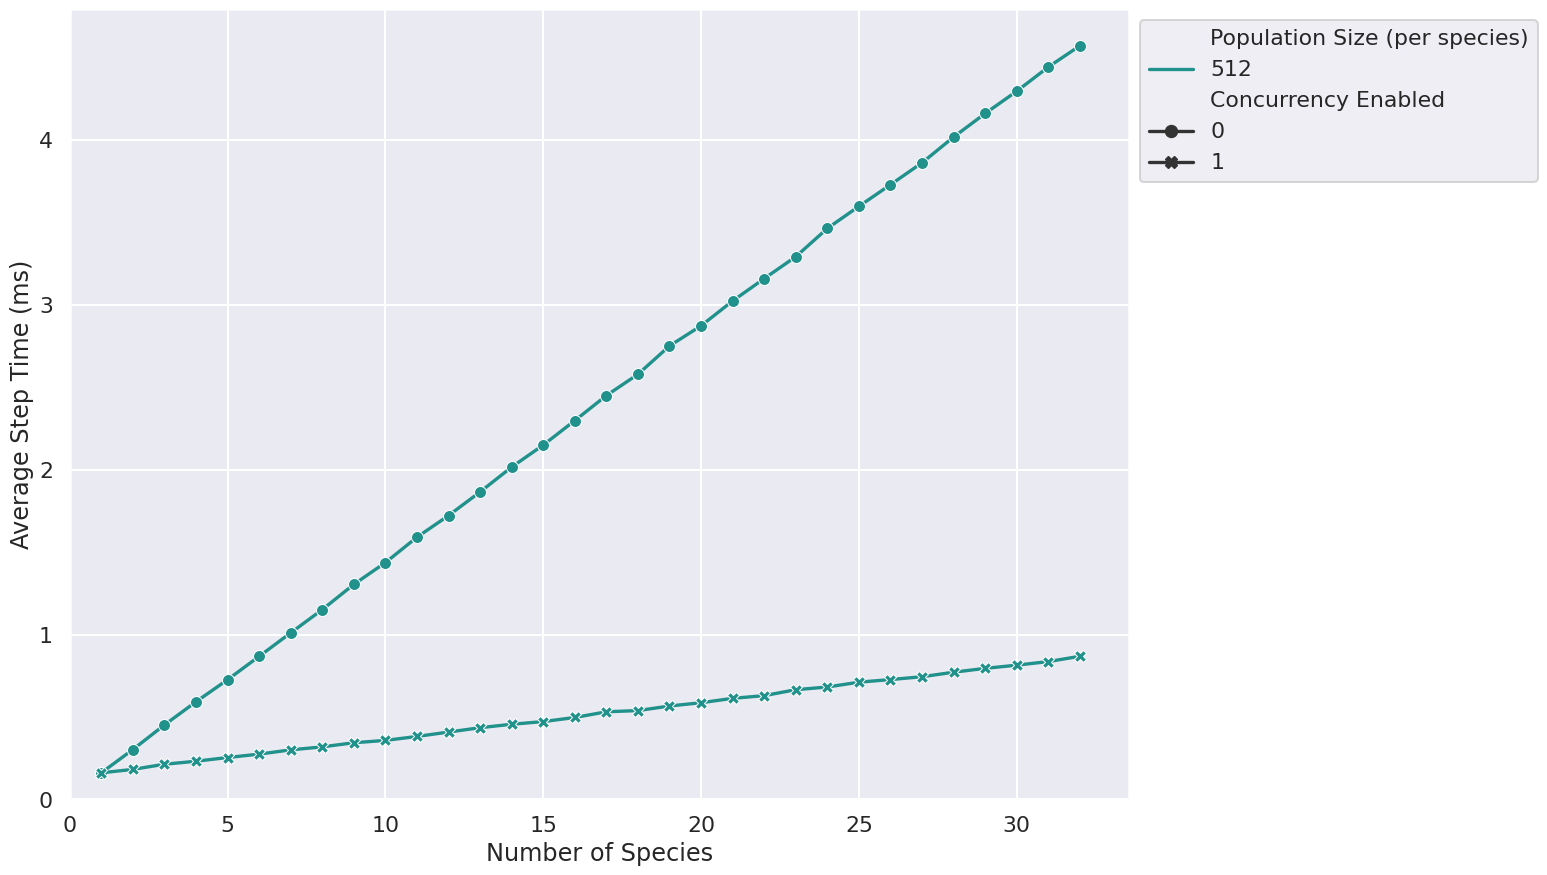 Population Size (per species)
512
Concurrency Enabled
0
1
Average Step Time (ms)
4
3
2
1
0
0 5 10 15 20 25 30
Number of Species